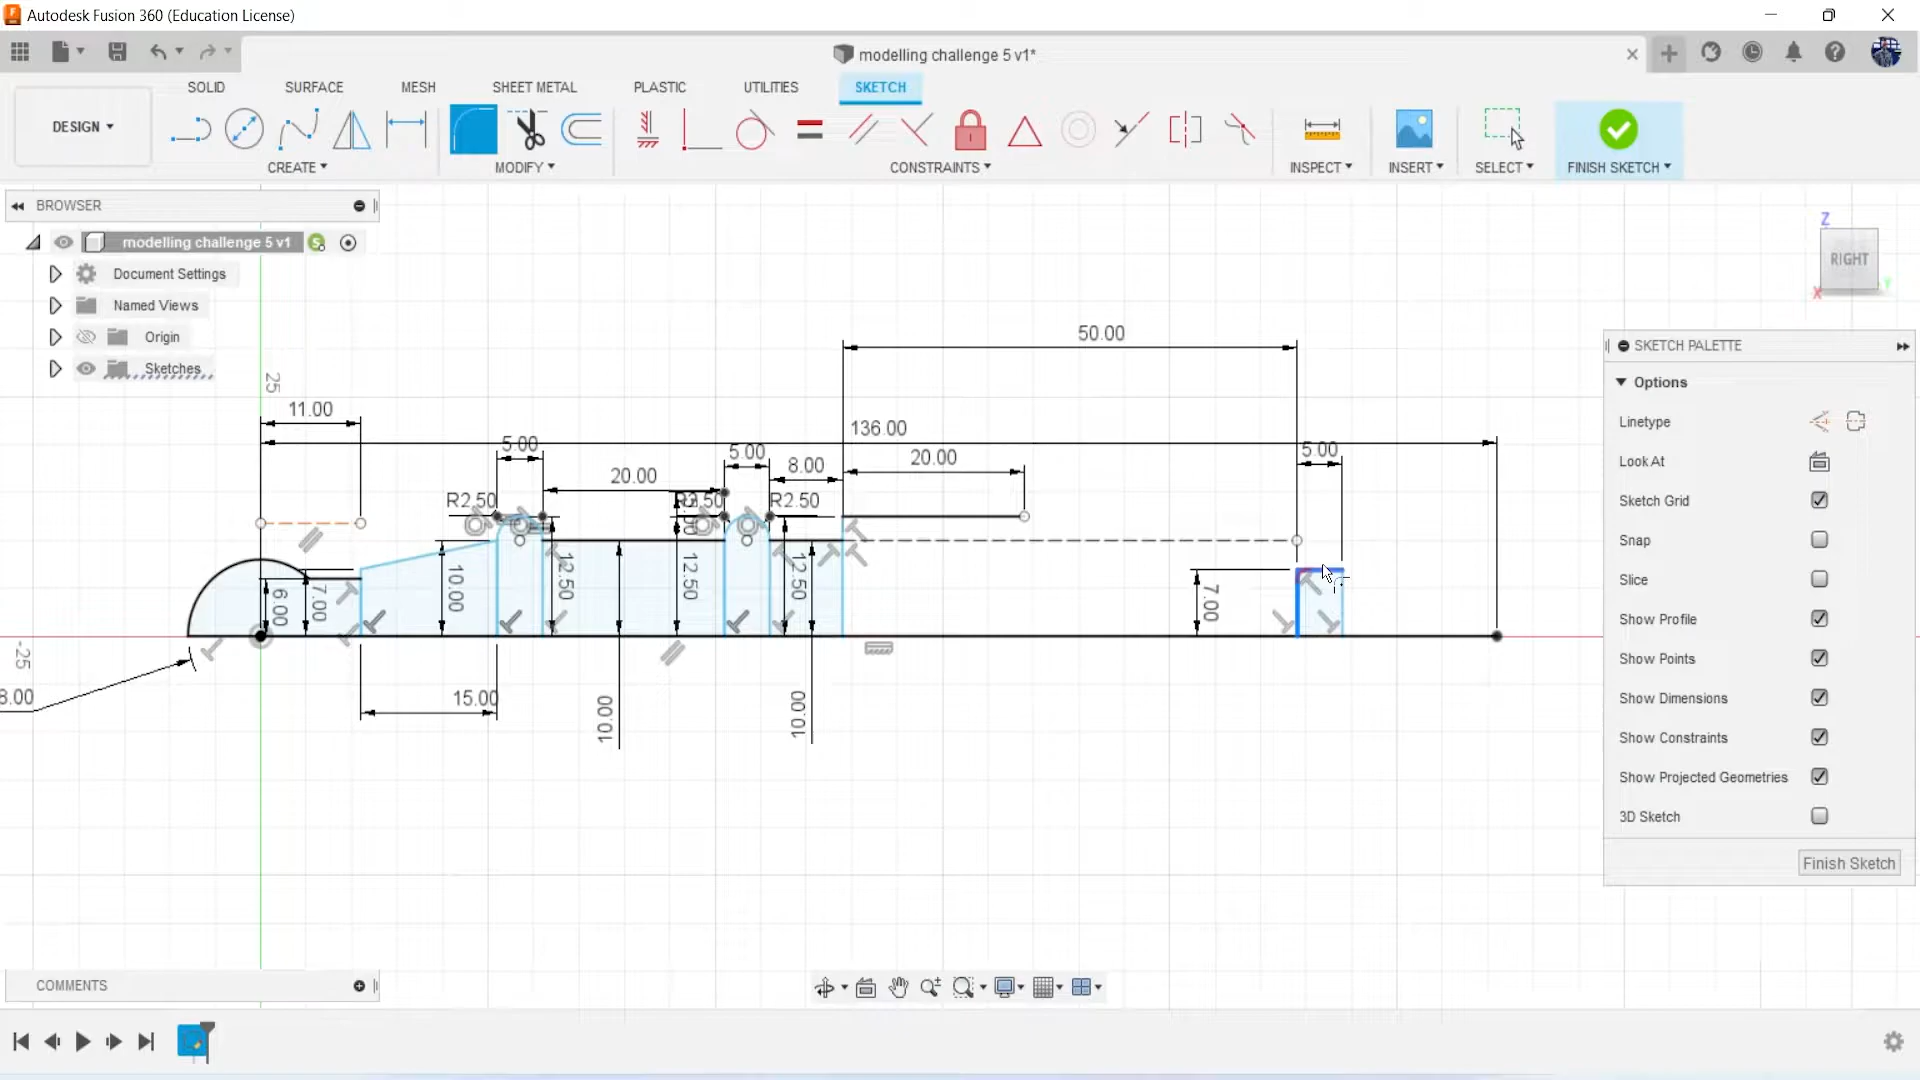 Autodesk Fusion 360 (Education License)
modelling challenge 5 v1*
SOLID SURFACE MESH SHEET METAL PLASTIC UTILITIES SKETCH
DESIGN
CREATE MODIFY CONSTRAINTS INSPECT INSERT SELECT FINISH SKETCH
BROWSER
modelling challenge 5 v1
Document Settings
Named Views
Origin
Sketches
Z
RIGHT
X
Y
SKETCH PALETTE
Options
Linetype
Look At
Sketch Grid
Snap
Slice
Show Profile
Show Points
Show Dimensions
Show Constraints
Show Projected Geometries
3D Sketch
Finish Sketch
50.00
25
11.00
136.00
5.00
5.00
8.00
20.00
5.00
20.00
R2.50
R2.50
6.00
7.00
10.00
12.50
12.50
12.50
7.00
-25
8.00
15.00
10.00
10.00
COMMENTS